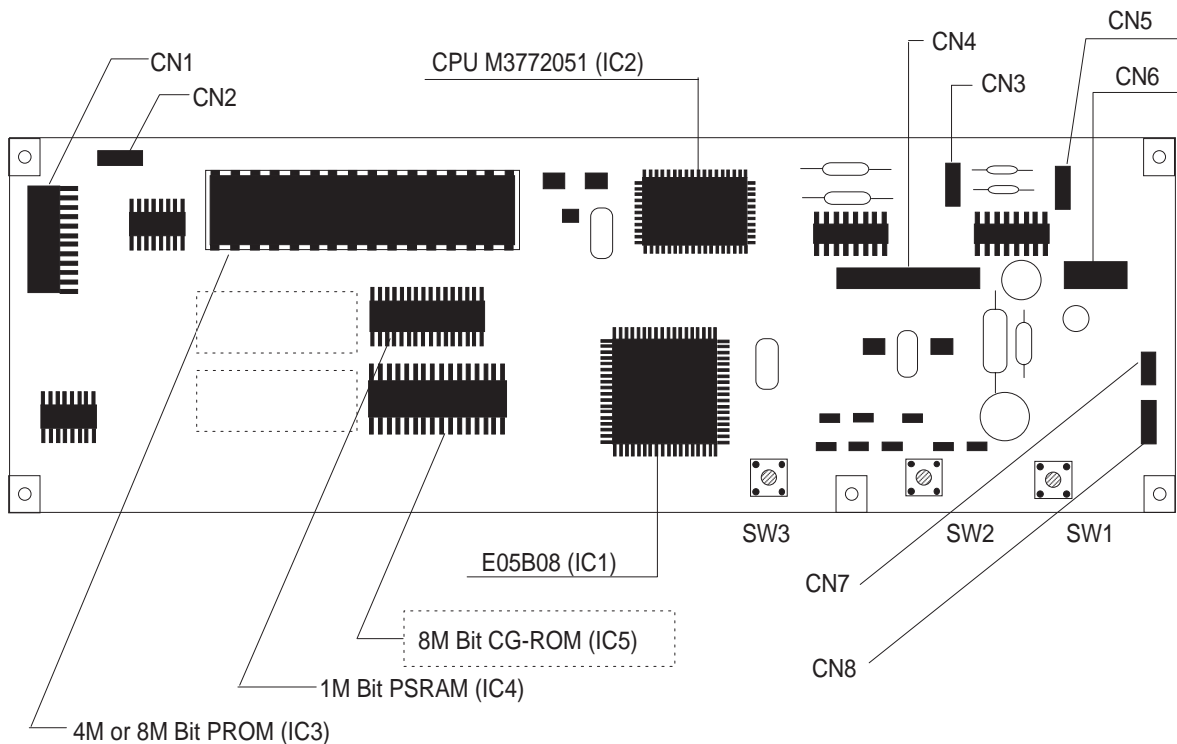 CN5
CN4
CN1
CPU M3772051 (IC2)
CN3
CN6
CN2
SW3
SW2
SW1
E05B08 (IC1)
CN7
8M Bit CG-ROM (IC5)
CN8
1M Bit PSRAM (IC4)
4M or 8M Bit PROM (IC3)